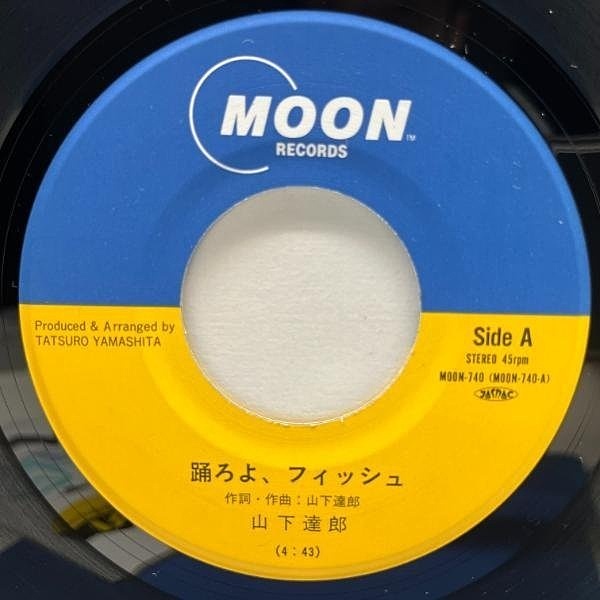 MOON TM
RECORDS
Produced & Arranged by
TATSURO YAMASHITA
Side A
STEREO 45rpm
MOON-740 (MOON-740-A)
JASRAC
踊ろよ、フィッシュ
作詞・作曲：山下達郎
山下達郎
(4:43)